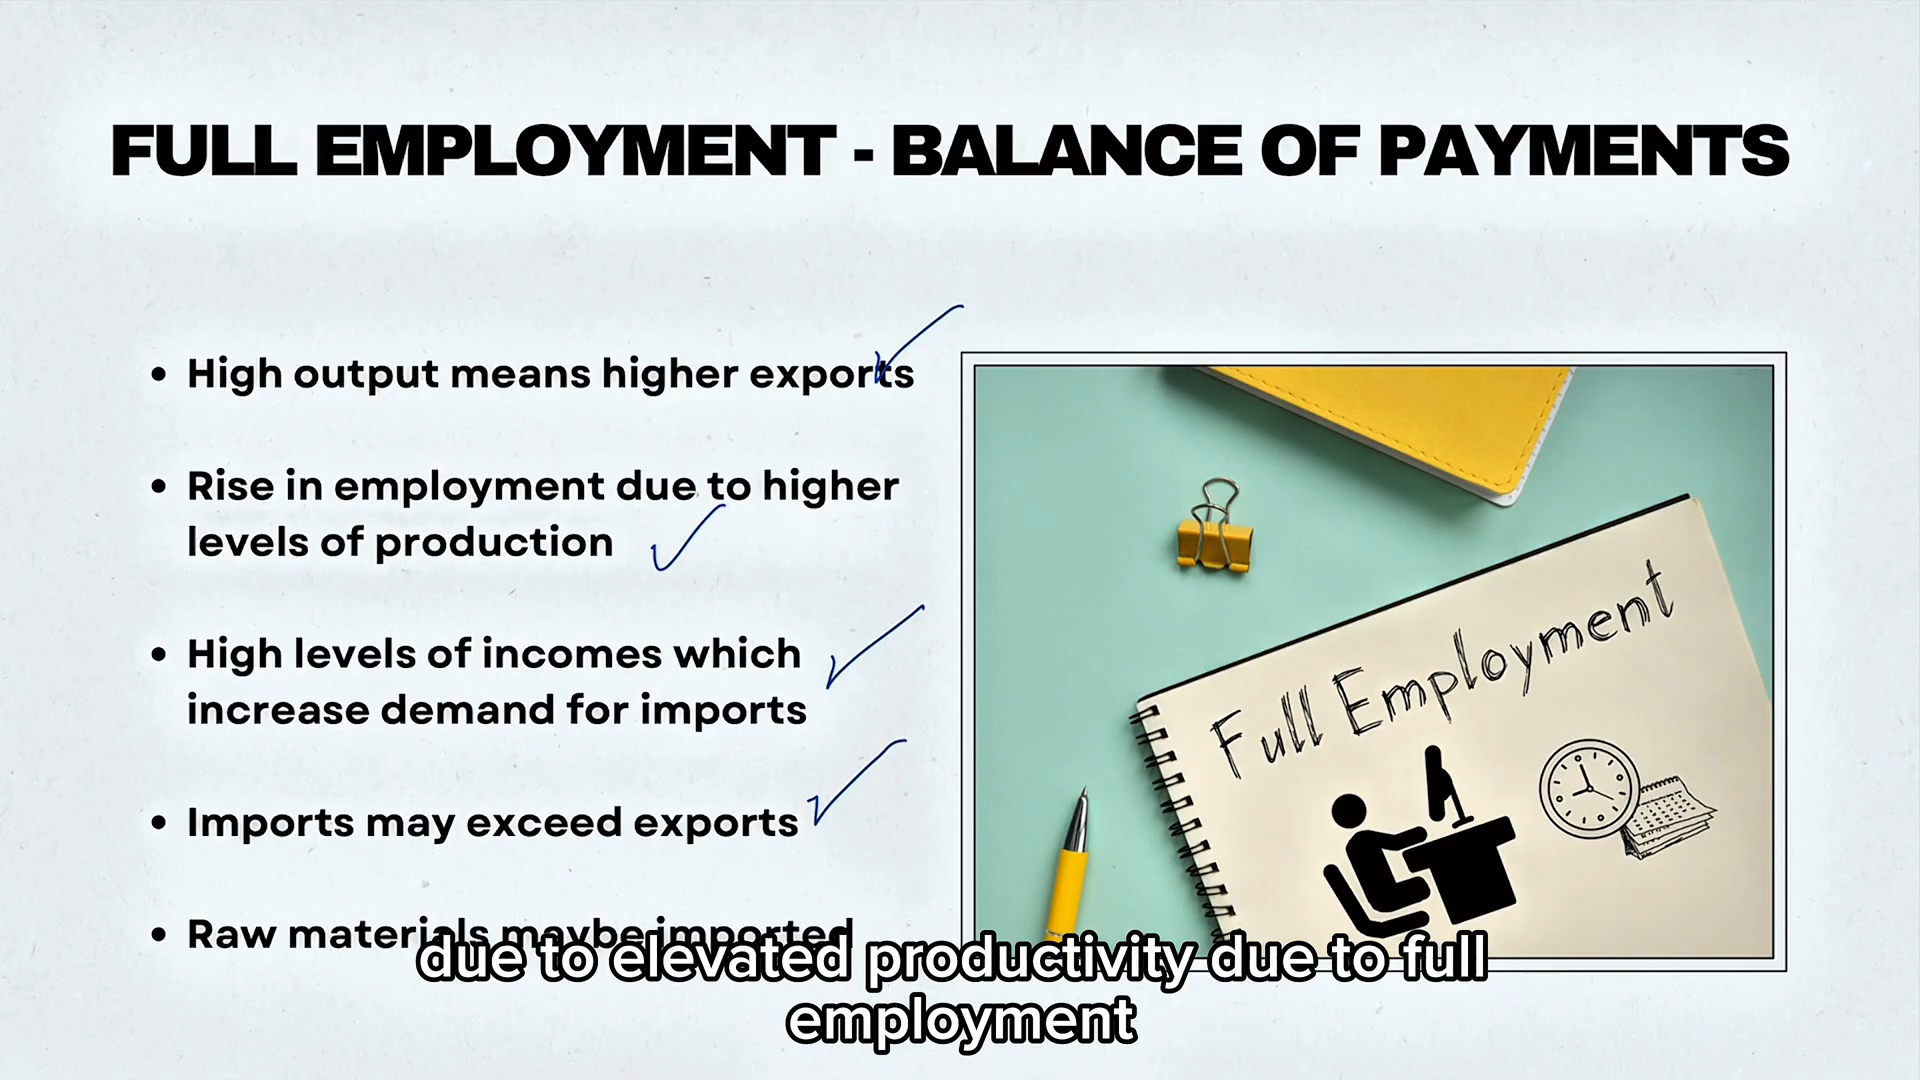 FULL EMPLOYMENT - BALANCE OF PAYMENTS
• High output means higher exports
• Rise in employment due to higher
levels of production
• High levels of incomes which
increase demand for imports
• Imports may exceed exports
• Raw materials maybe imported
Full Employment
due to elevated productivity due to full
employment